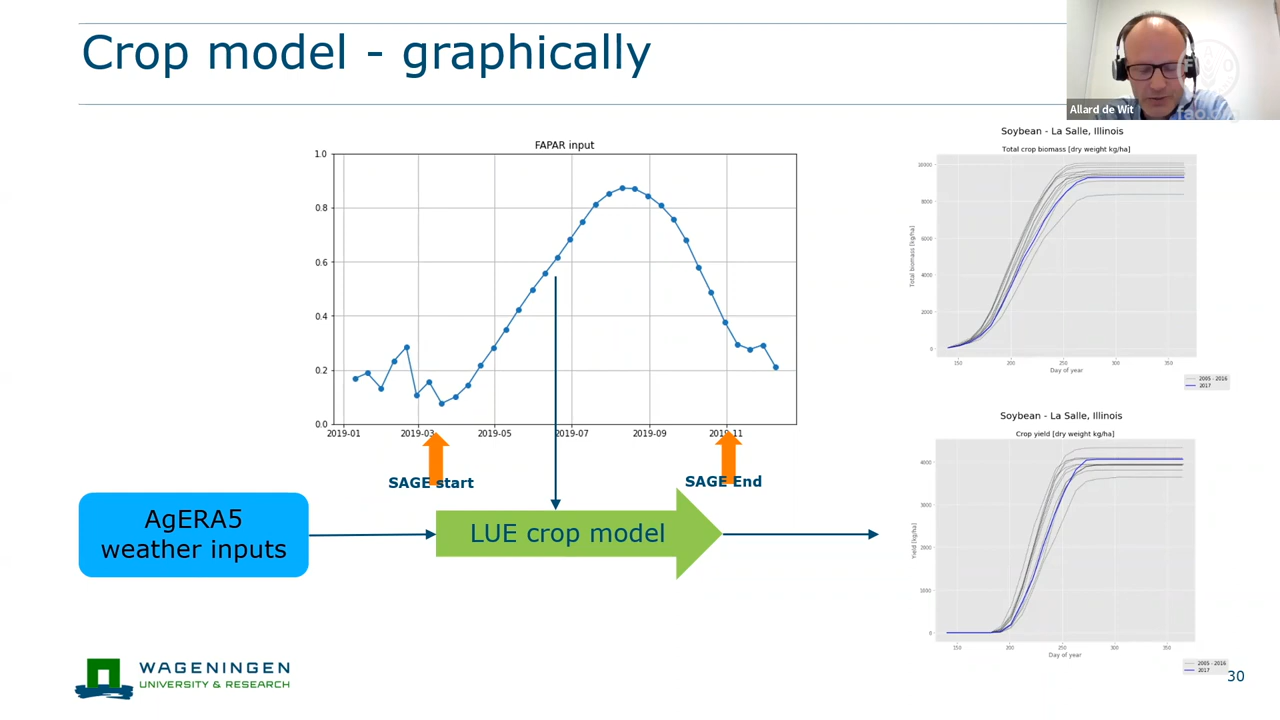 Crop model - graphically
Allard de Wit
FAO
fao.org
FAPAR input
1.0
0.8
0.6
0.4
0.2
0.0
2019-01
2019-03
2019-05
2019-07
2019-09
2019-11
SAGE start
SAGE End
AgERA5
weather inputs
LUE crop model
Soybean - La Salle, Illinois
Total crop biomass [dry weight kg/ha]
Total biomass [kg/ha]
10000
8000
6000
4000
2000
0
150
200
250
300
350
Day of year
2005 - 2016
2017
Soybean - La Salle, Illinois
Crop yield [dry weight kg/ha]
Yield [kg/ha]
4000
3000
2000
1000
0
150
200
250
300
350
Day of year
2005 - 2016
2017
WAGENINGEN
UNIVERSITY & RESEARCH
30